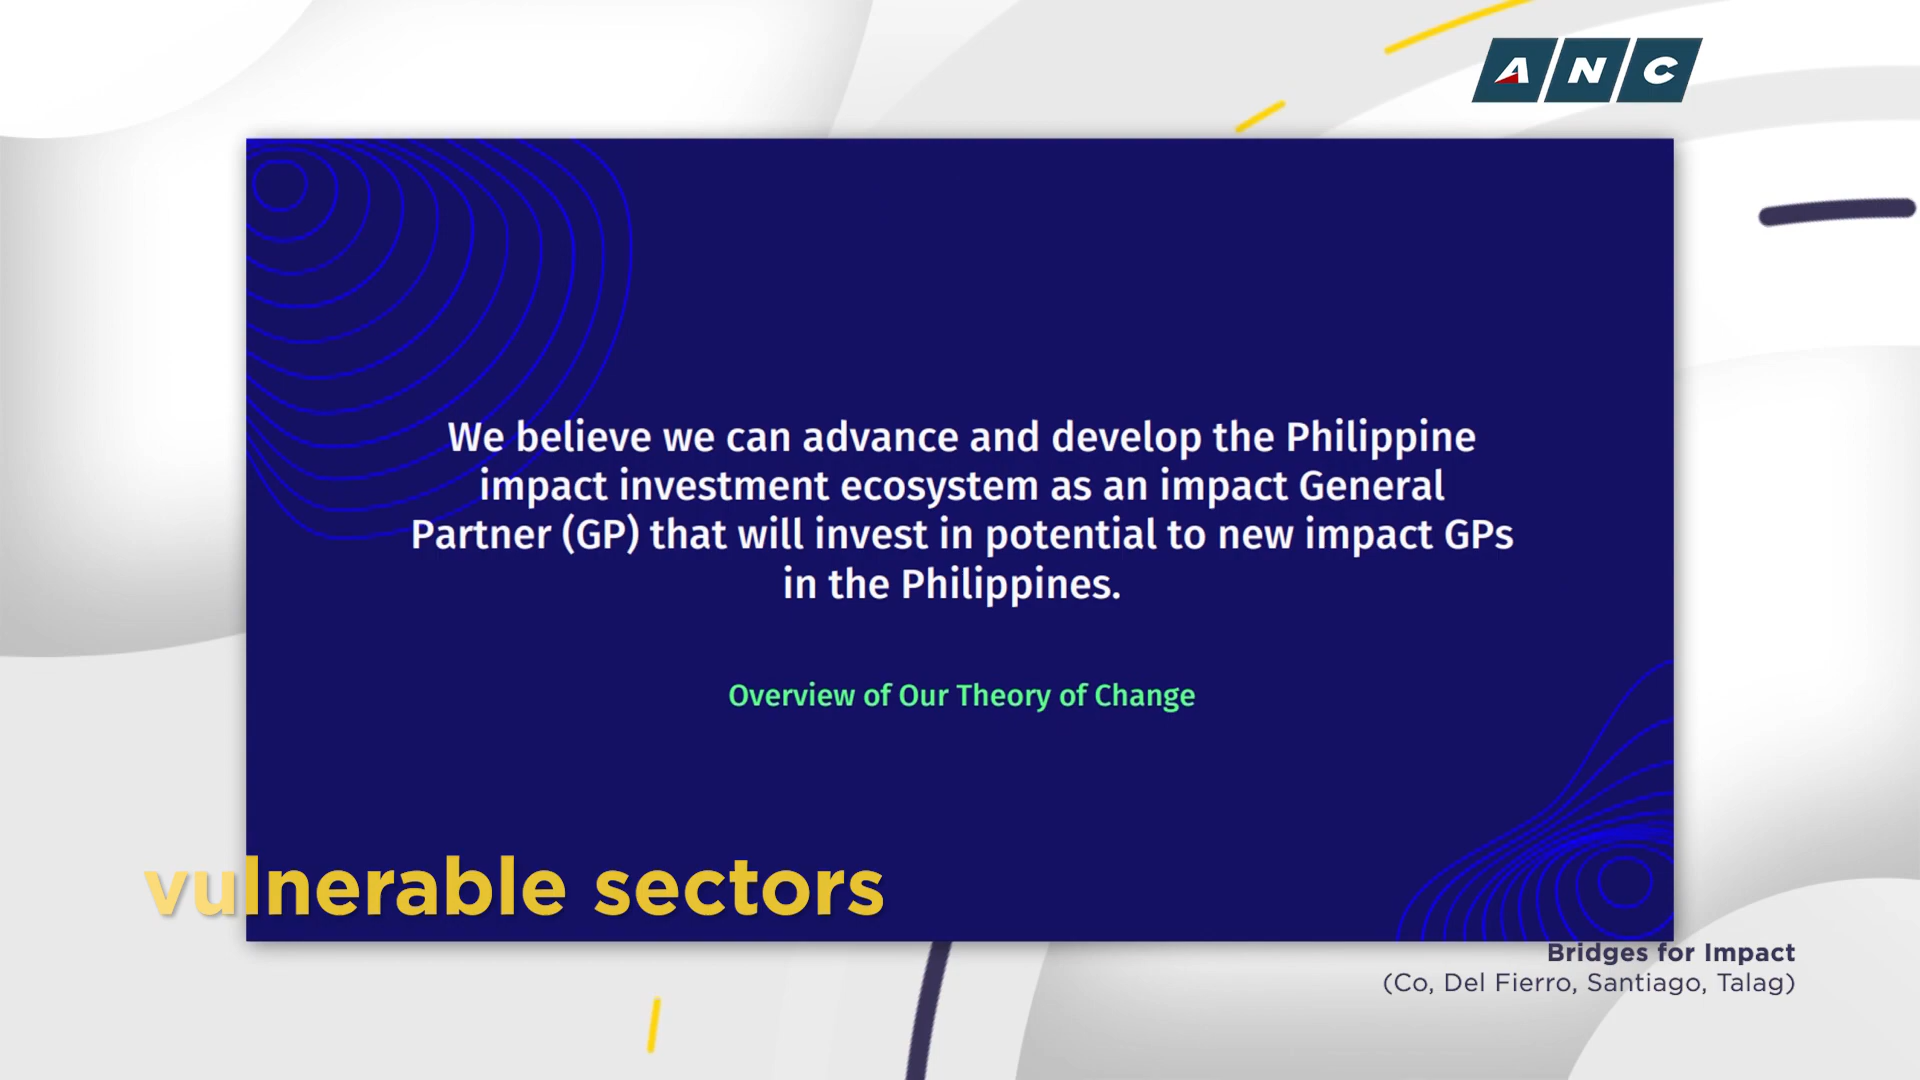 ANC
We believe we can advance and develop the Philippine
impact investment ecosystem as an impact General
Partner (GP) that will invest in potential to new impact GPs
in the Philippines.
Overview of Our Theory of Change
vulnerable sectors
Bridges for Impact
(Co, Del Fierro, Santiago, Talag)